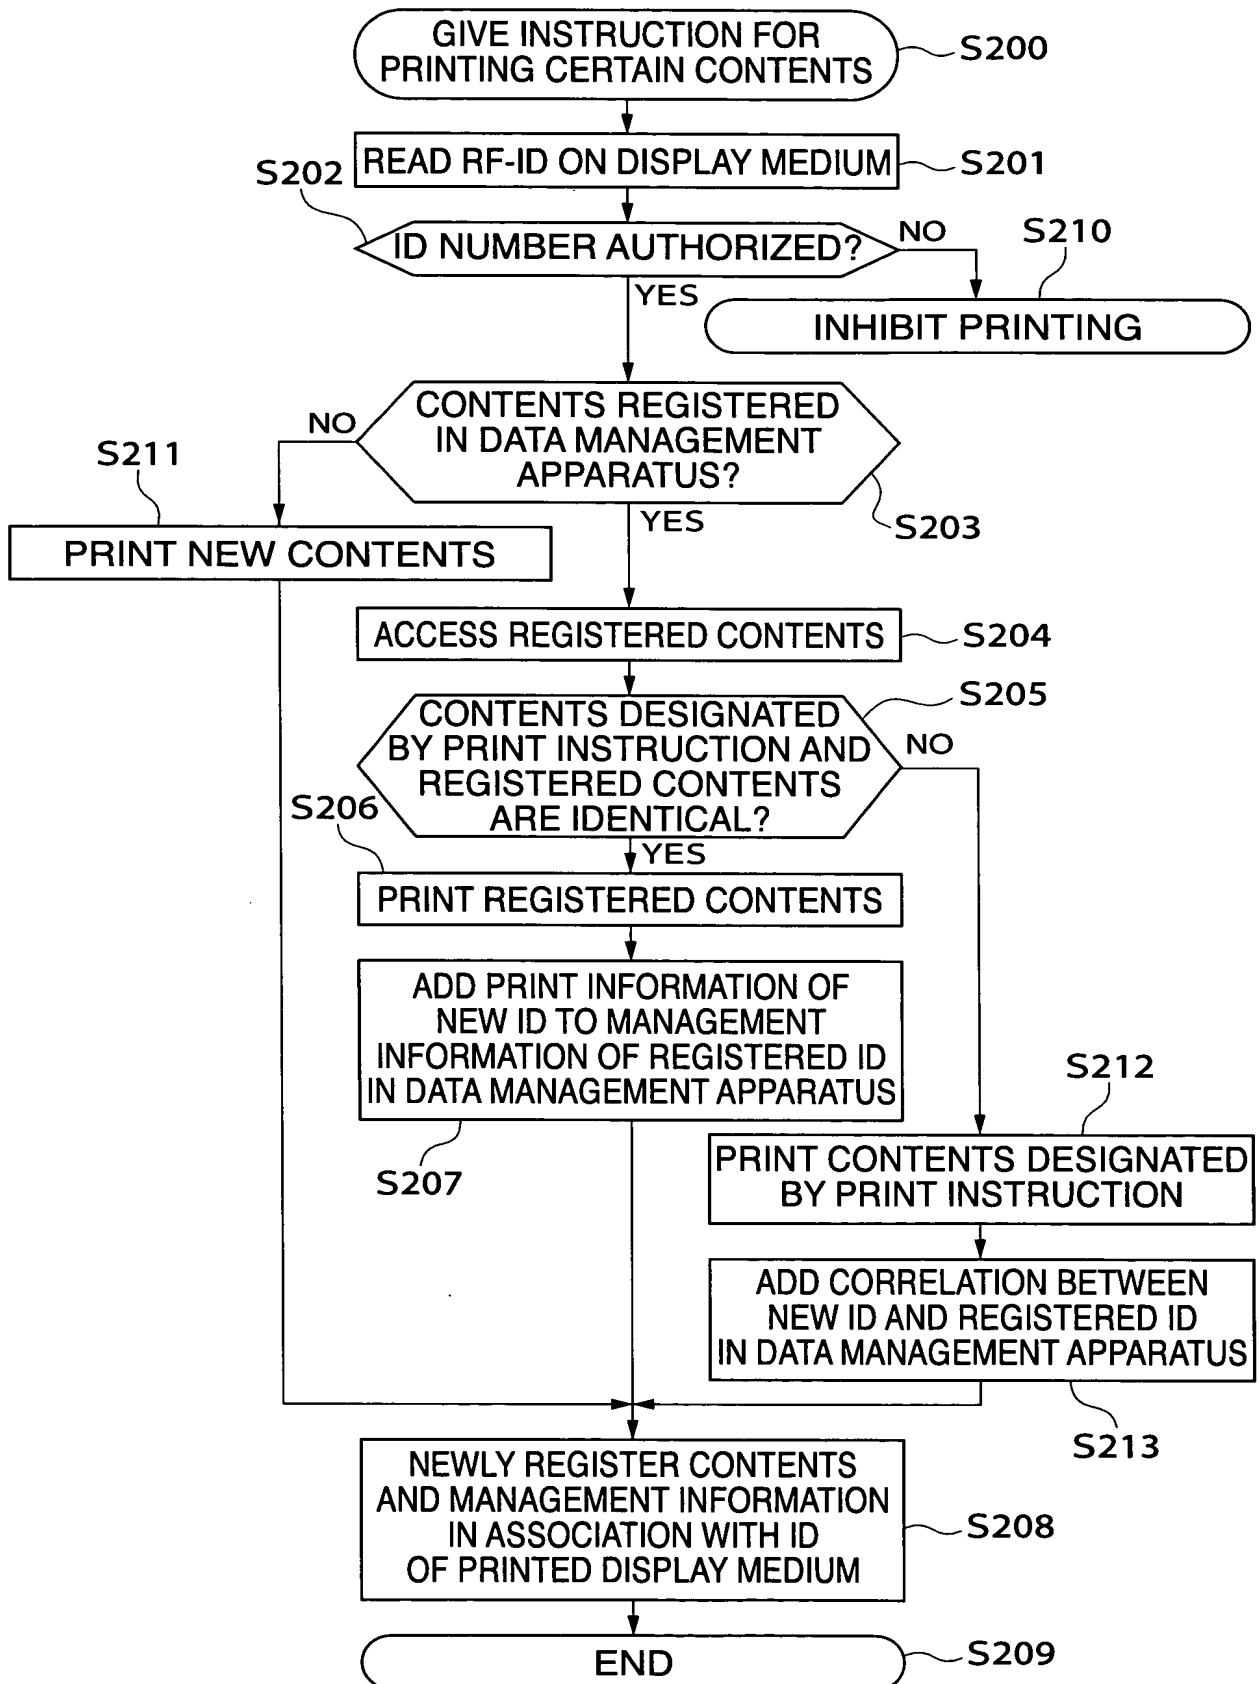 GIVE INSTRUCTION FOR
PRINTING CERTAIN CONTENTS
S200
READ RF-ID ON DISPLAY MEDIUM
S201
S202
ID NUMBER AUTHORIZED?
NO
S210
YES
INHIBIT PRINTING
CONTENTS REGISTERED
IN DATA MANAGEMENT
APPARATUS?
NO
S211
S203
YES
PRINT NEW CONTENTS
ACCESS REGISTERED CONTENTS
S204
CONTENTS DESIGNATED
BY PRINT INSTRUCTION AND
REGISTERED CONTENTS
ARE IDENTICAL?
S205
NO
S206
YES
PRINT REGISTERED CONTENTS
ADD PRINT INFORMATION OF
NEW ID TO MANAGEMENT
INFORMATION OF REGISTERED ID
IN DATA MANAGEMENT APPARATUS
S207
S212
PRINT CONTENTS DESIGNATED
BY PRINT INSTRUCTION
ADD CORRELATION BETWEEN
NEW ID AND REGISTERED ID
IN DATA MANAGEMENT APPARATUS
S213
NEWLY REGISTER CONTENTS
AND MANAGEMENT INFORMATION
IN ASSOCIATION WITH ID
OF PRINTED DISPLAY MEDIUM
S208
END
S209